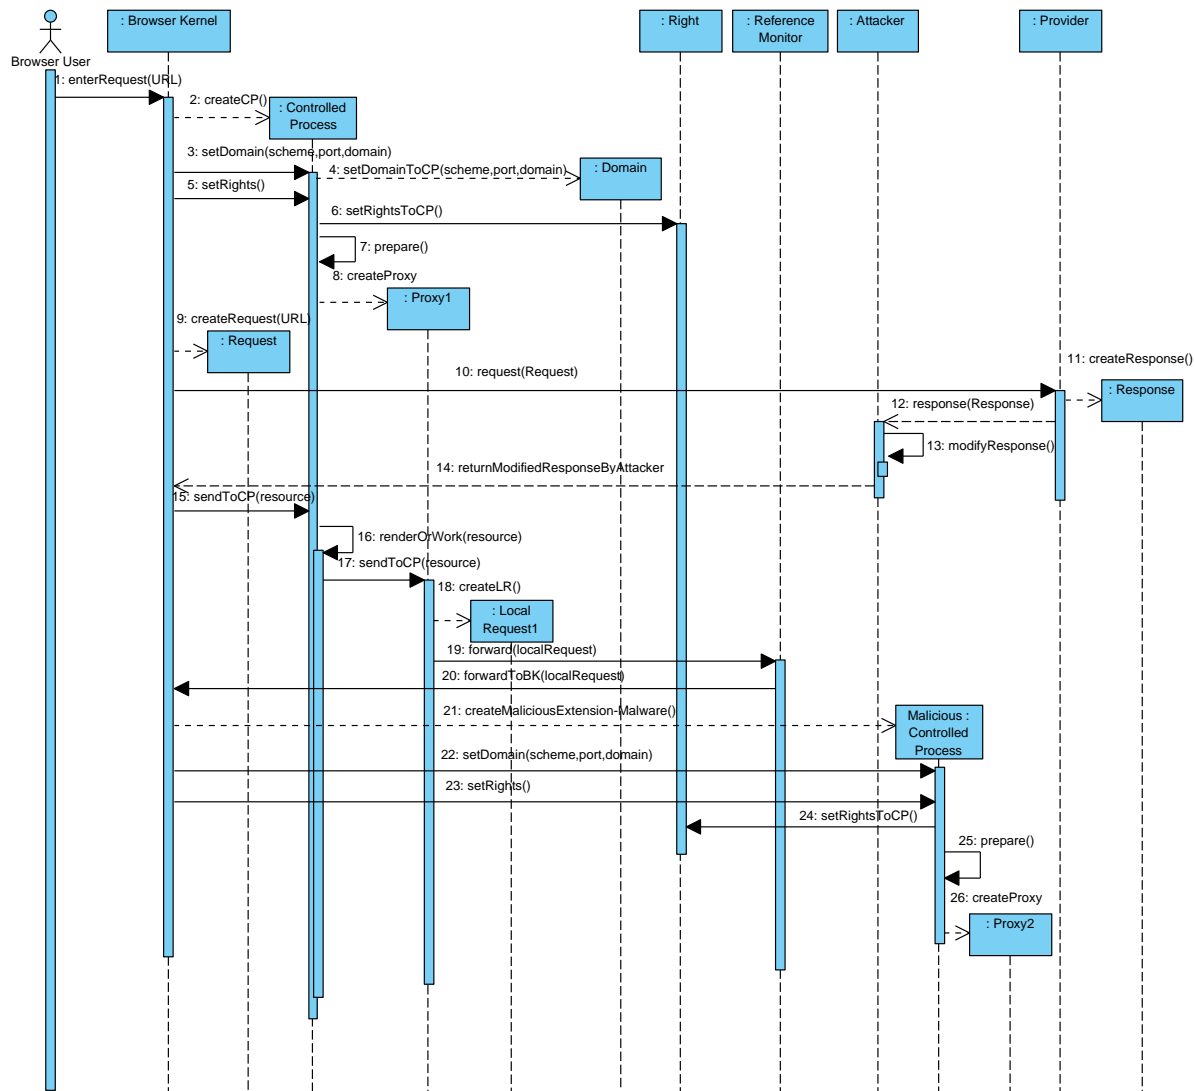 : Browser Kernel
: Right
: Reference
Monitor
: Attacker
: Provider
Browser User
1: enterRequest(URL)
2: createCP()
: Controlled
Process
3: setDomain(scheme,port,domain)
4: setDomainToCP(scheme,port,domain)
: Domain
5: setRights()
6: setRightsToCP()
7: prepare()
8: createProxy
: Proxy1
9: createRequest(URL)
: Request
10: request(Request)
11: createResponse()
: Response
12: response(Response)
13: modifyResponse()
14: returnModifiedResponseByAttacker
15: sendToCP(resource)
16: renderOrWork(resource)
17: sendToCP(resource)
18: createLR()
: Local
Request1
19: forward(localRequest)
20: forwardToBK(localRequest)
21: createMaliciousExtension-Malware()
Malicious :
Controlled
Process
22: setDomain(scheme,port,domain)
23: setRights()
24: setRightsToCP()
25: prepare()
26: createProxy
: Proxy2